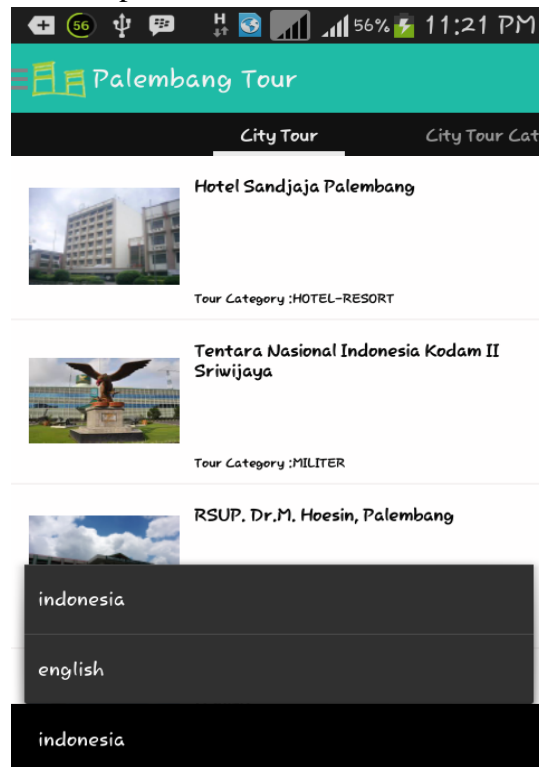 56
H
56%
11:21 PM
Palembang Tour
City Tour
City Tour Cat
Hotel Sandjaja Palembang
Tour Category :HOTEL-RESORT
Tentara Nasional Indonesia Kodam II
Sriwijaya
Tour Category :MILITER
RSUP. Dr.M. Hoesin, Palembang
indonesia
english
indonesia